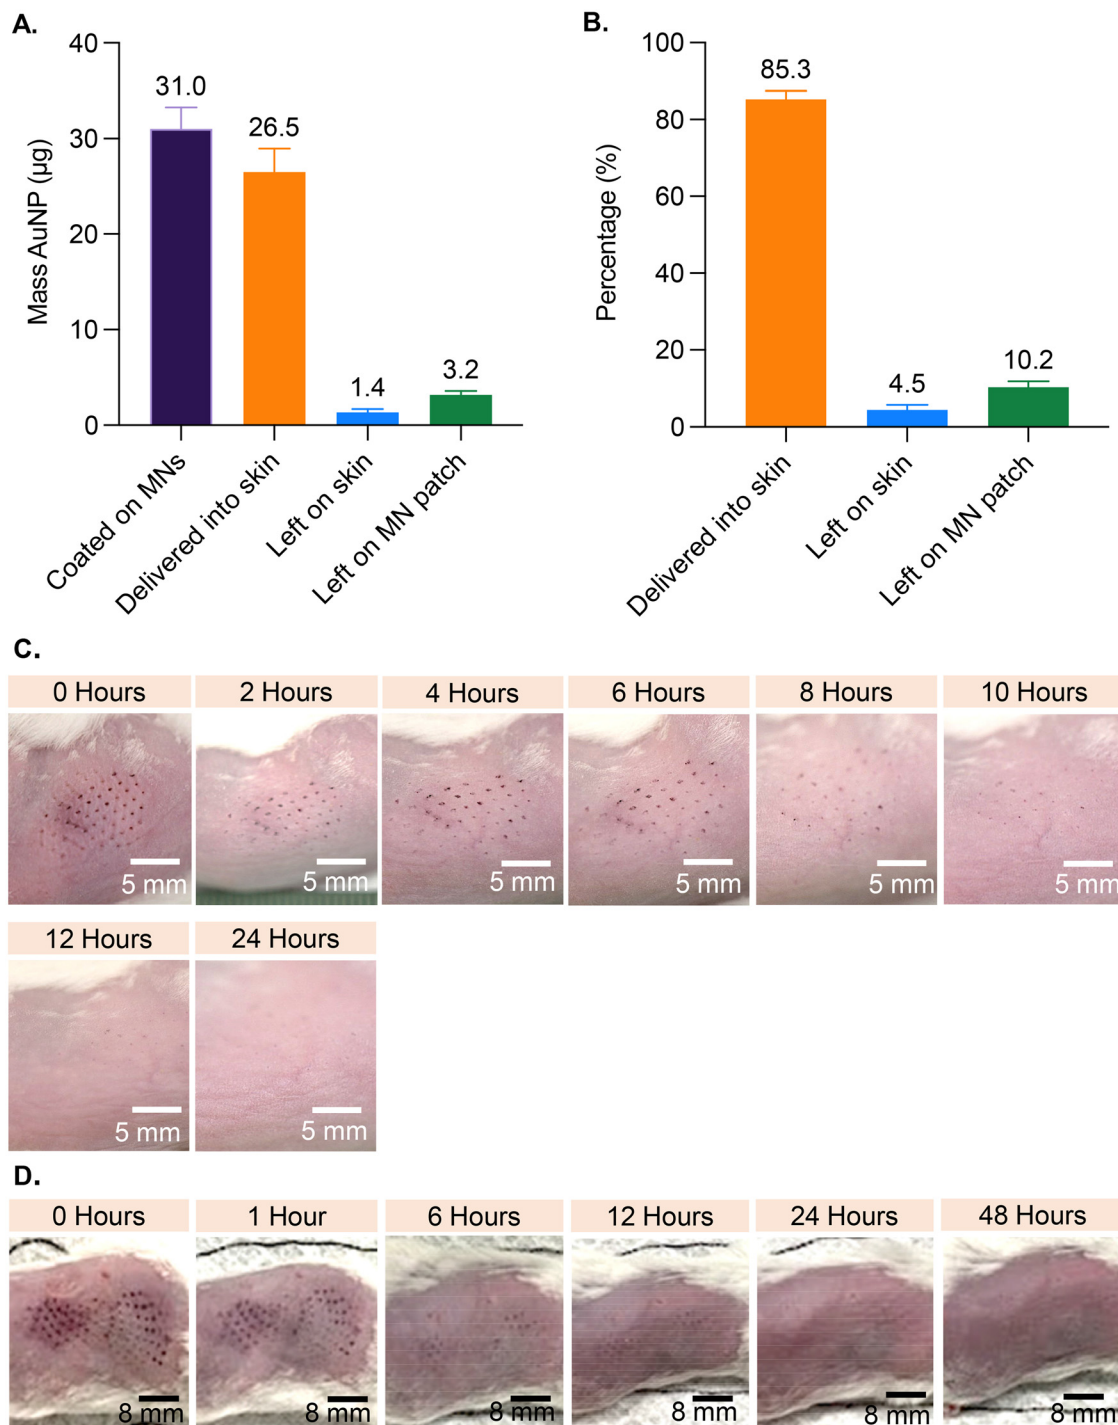 A.
Mass AuNP (µg)
40
30
20
10
0
31.0
26.5
1.4
3.2
Coated on MNs
Delivered into skin
Left on skin
Left on MN patch
B.
Percentage (%)
100
80
60
40
20
0
85.3
4.5
10.2
Delivered into skin
Left on skin
Left on MN patch
C.
0 Hours
2 Hours
4 Hours
6 Hours
8 Hours
10 Hours
5 mm
5 mm
5 mm
5 mm
5 mm
5 mm
12 Hours
24 Hours
5 mm
5 mm
D.
0 Hours
1 Hour
6 Hours
12 Hours
24 Hours
48 Hours
8 mm
8 mm
8 mm
8 mm
8 mm
8 mm